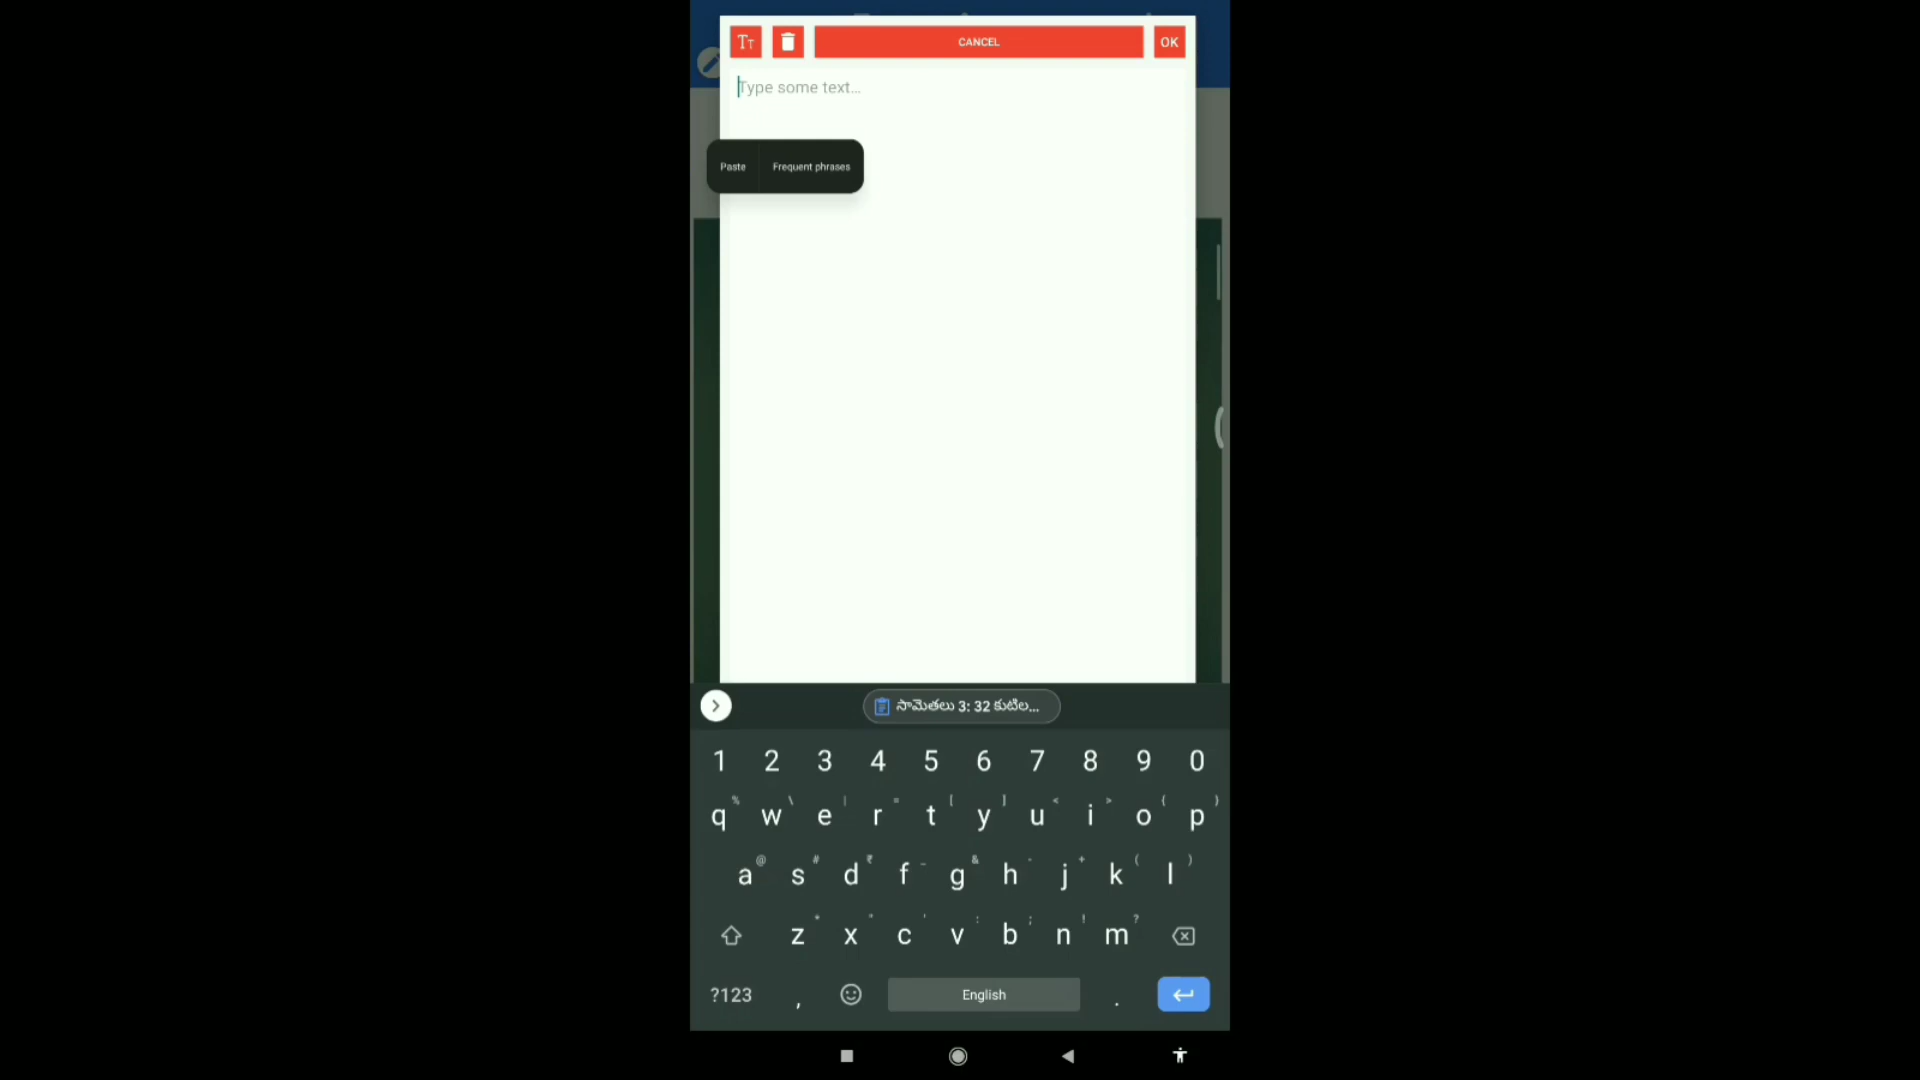 Tт CANCEL OK
Type some text...
Paste Frequent phrases
సామెతలు 3: 32 కుటిల...
1 2 3 4 5 6 7 8 9 0
% \ | = [ ] < > { }
q w e r t y u i o p
@ # ₹ _ & - + ( )
a s d f g h j k l
* " ' : ; ! ?
z x c v b n m
?123 , English .